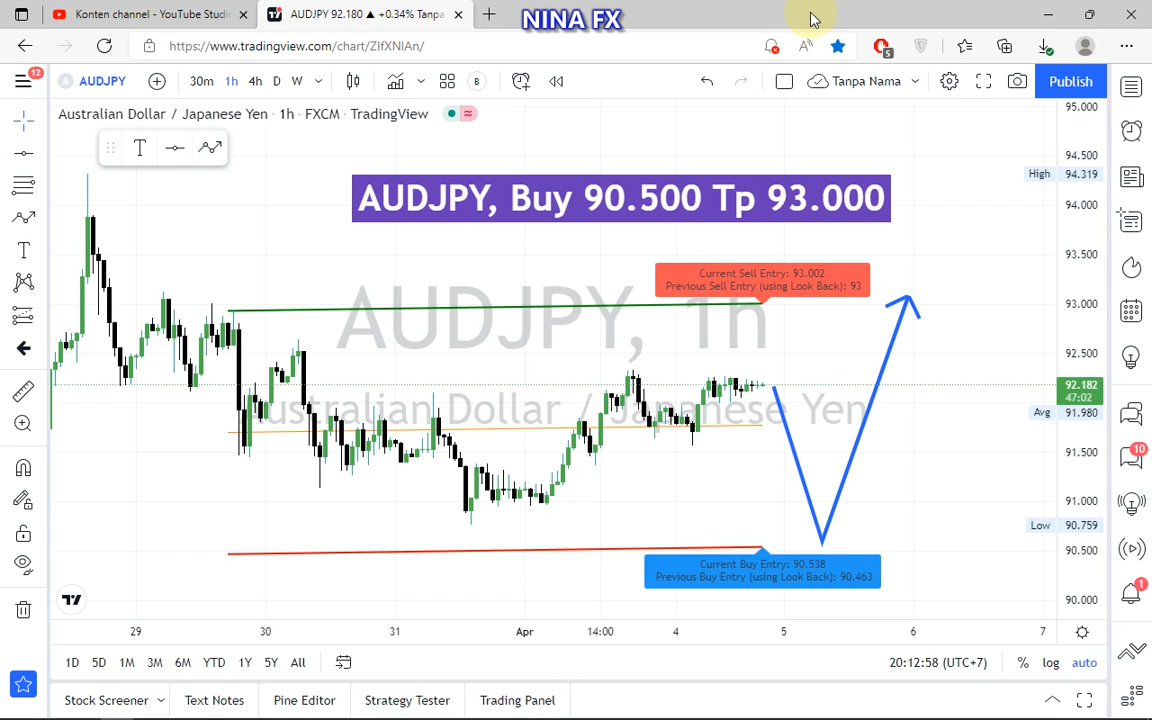 Konten channel - YouTube Studi
AUDJPY 92.180 ▲ +0.34% Tanpa
NINA FX
https://www.tradingview.com/chart/ZIfXNIAn/
5
12
AUDJPY
30m
1h
4h
D
W
B
Tanpa Nama
Publish
Australian Dollar / Japanese Yen · 1h · FXCM · TradingView
T
AUDJPY, Buy 90.500 Tp 93.000
Current Sell Entry: 93.002
Previous Sell Entry (using Look Back): 93
AUDJPY, 1h
Australian Dollar / Japanese Yen
Current Buy Entry: 90.538
Previous Buy Entry (using Look Back): 90.463
95.000
94.500
High 94.319
94.000
93.500
93.000
92.500
92.182
47:02
Avg 91.980
91.500
91.000
Low 90.759
90.500
90.000
10
1
29
30
31
Apr
14:00
4
5
6
7
1D
5D
1M
3M
6M
YTD
1Y
5Y
All
20:12:58 (UTC+7)
%
log
auto
Stock Screener
Text Notes
Pine Editor
Strategy Tester
Trading Panel